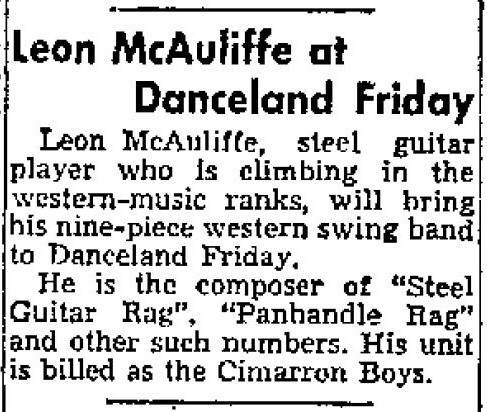 Leon McAuliffe at
Danceland Friday
Leon McAuliffe, steel guitar
player who is climbing in the
western-music ranks, will bring
his nine-piece western swing band
to Danceland Friday.
He is the composer of "Steel
Guitar Rag", "Panhandle Rag"
and other such numbers. His unit
is billed as the Cimarron Boys.